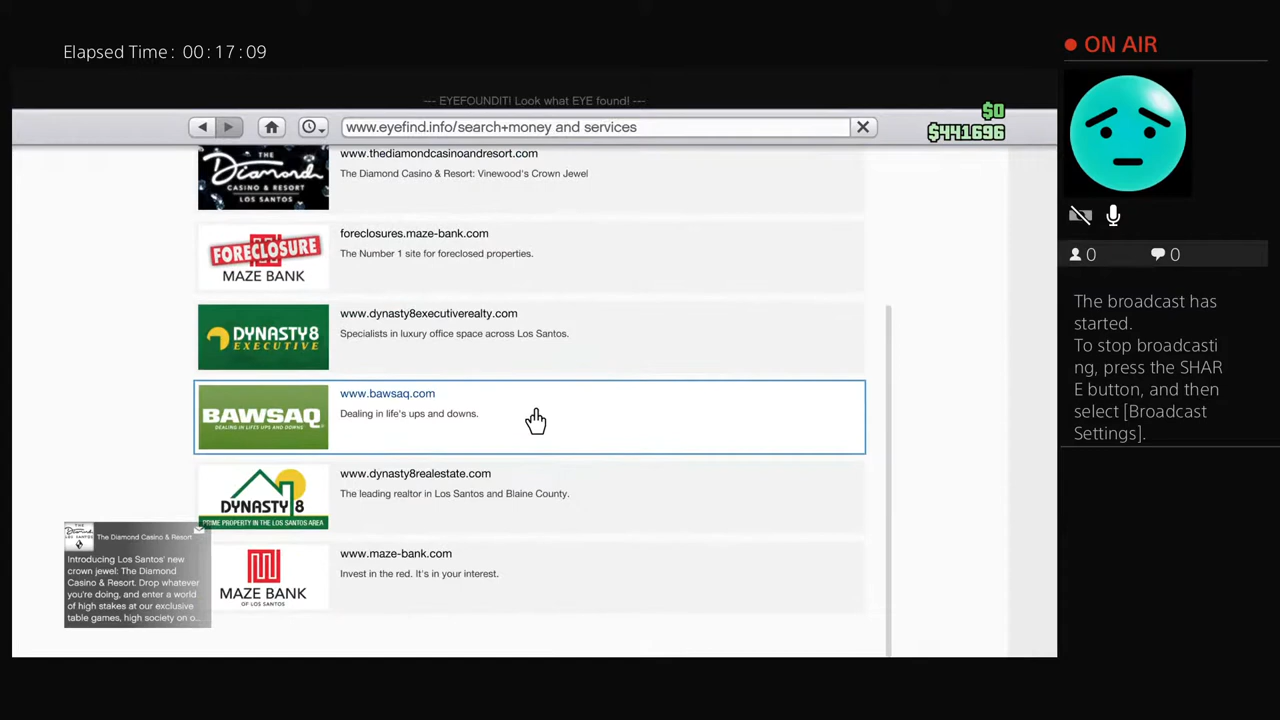 Elapsed Time: 00:17:09
ON AIR
--- EYEFOUNDIT! Look what EYE found! ---
www.eyefind.info/search+money and services
$0
$441696
THE
Diamond
CASINO & RESORT
LOS SANTOS
www.thediamondcasinoandresort.com
The Diamond Casino & Resort: Vinewood's Crown Jewel
FORECLOSURE
MAZE BANK
foreclosures.maze-bank.com
The Number 1 site for foreclosed properties.
DYNASTY8
EXECUTIVE
www.dynasty8executiverealty.com
Specialists in luxury office space across Los Santos.
BAWSAQ
DEALING IN LIFE'S UPS AND DOWNS
www.bawsaq.com
Dealing in life's ups and downs.
DYNASTY 8
PRIME PROPERTY IN THE LOS SANTOS AREA
www.dynasty8realestate.com
The leading realtor in Los Santos and Blaine County.
MAZE BANK
OF LOS SANTOS
www.maze-bank.com
Invest in the red. It's in your interest.
The Diamond Casino & Resort
Introducing Los Santos' new
crown jewel: The Diamond
Casino & Resort. Drop whatever
you're doing, and enter a world
of high stakes at our exclusive
table games, high society on o...
0
0
The broadcast has
started.
To stop broadcasti
ng, press the SHAR
E button, and then
select [Broadcast
Settings].